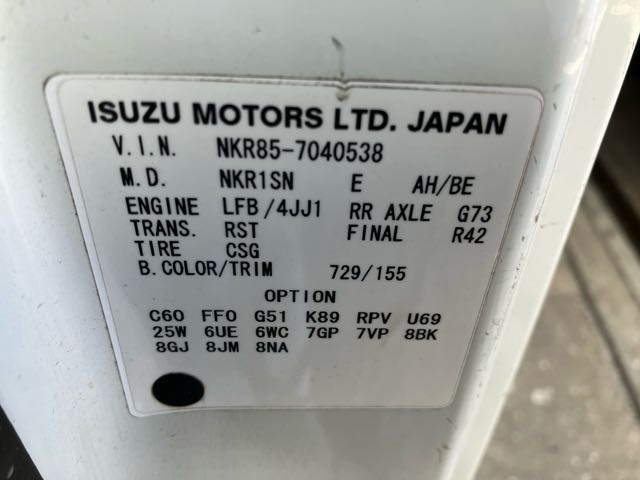 ISUZU MOTORS LTD. JAPAN
V.I.N. NKR85-7040538
M.D. NKR1SN E AH/BE
ENGINE LFB/4JJ1 RR AXLE G73
TRANS. RST FINAL R42
TIRE CSG
B.COLOR/TRIM 729/155
OPTION
C60 FFO G51 K89 RPV U69
25W 6UE 6WC 7GP 7VP 8BK
8GJ 8JM 8NA